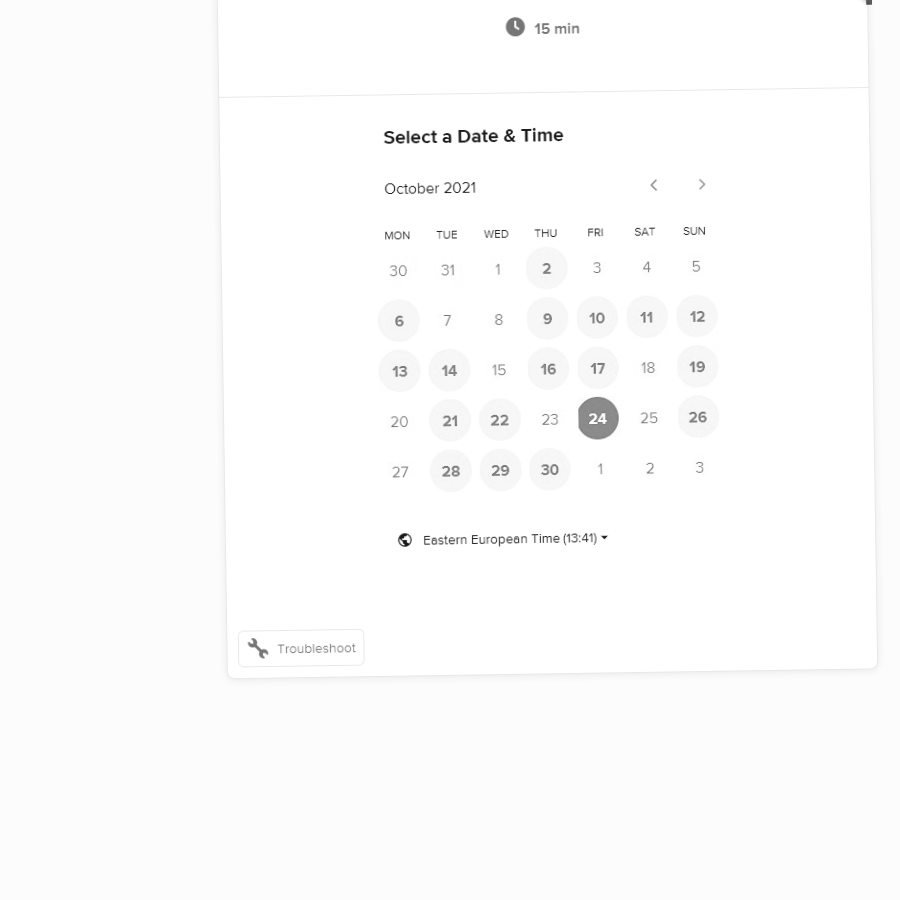 15 min
Select a Date & Time
October 2021
MON TUE WED THU FRI SAT SUN
30 31 1 2 3 4 5
6 7 8 9 10 11 12
13 14 15 16 17 18 19
20 21 22 23 24 25 26
27 28 29 30 1 2 3
Eastern European Time (13:41)
Troubleshoot